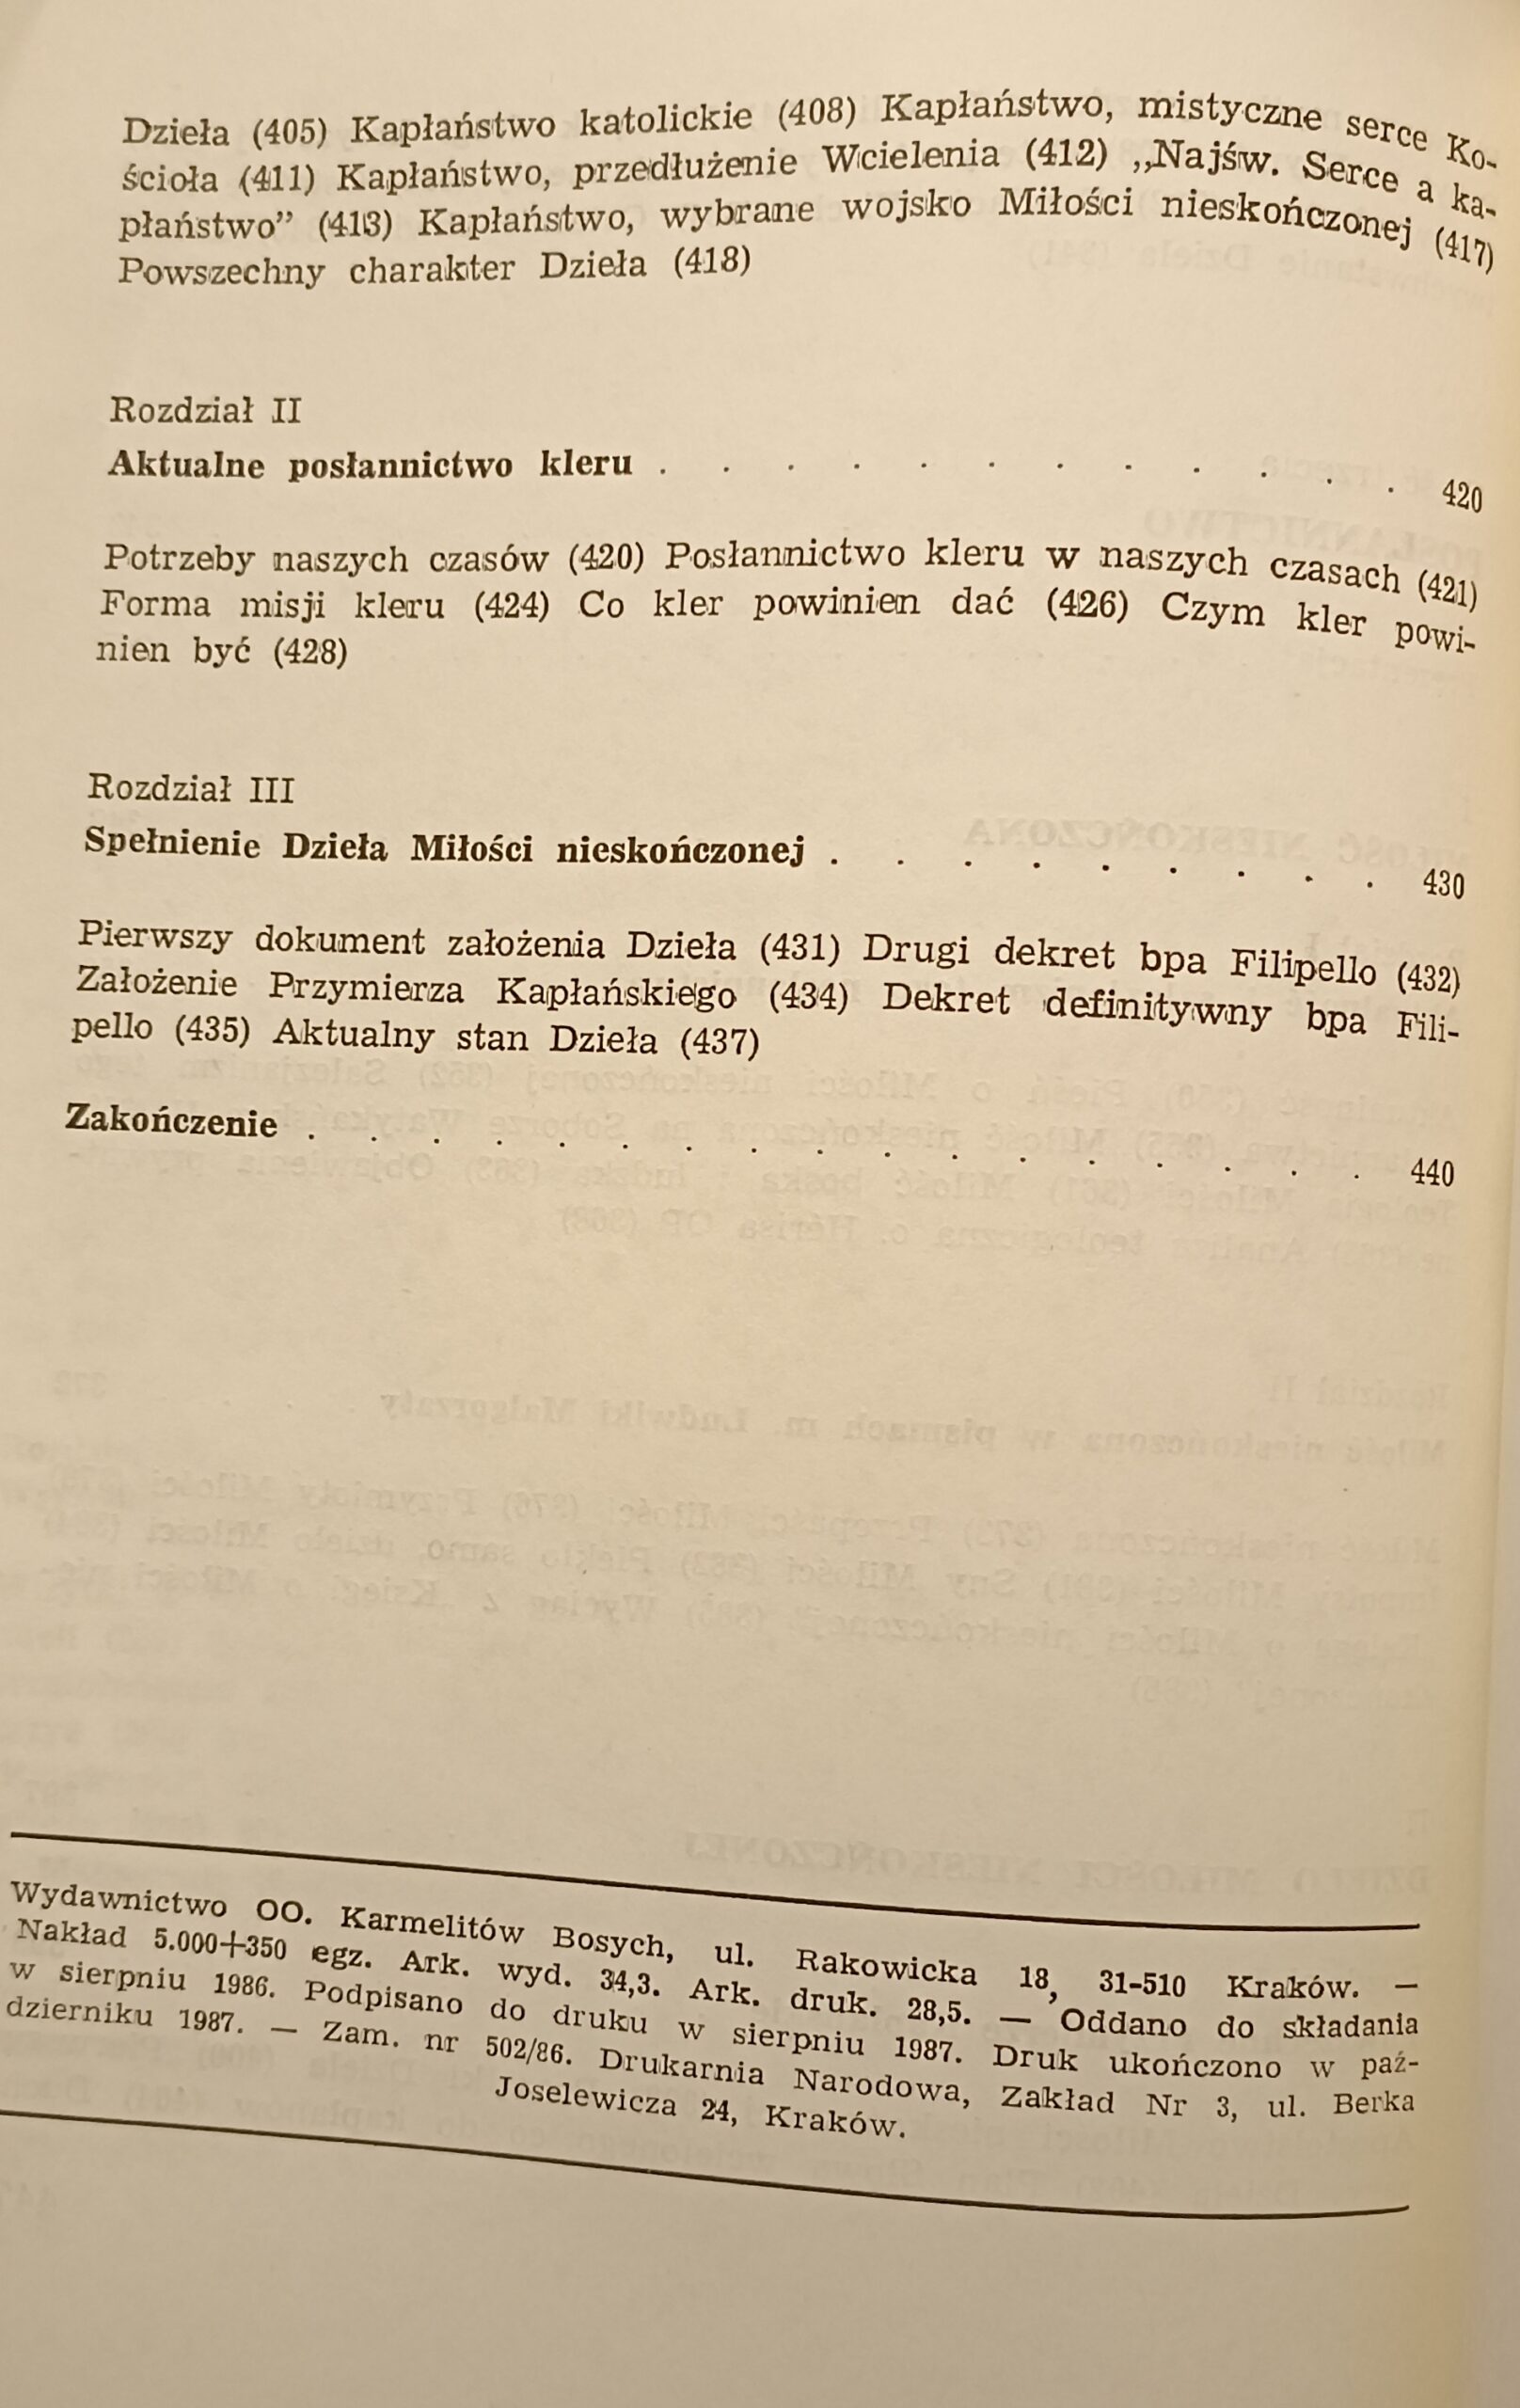 Dzieła (405) Kapłaństwo katolickie (408) Kapłaństwo, mistyczne serce Ko-
ścioła (411) Kapłaństwo, przedłużenie Wcielenia (412) „Najśw. Serce a ka-
płaństwo” (413) Kapłaństwo, wybrane wojsko Miłości nieskończonej (417)
Powszechny charakter Dzieła (418)
Rozdział II
Aktualne posłannictwo kleru . . . . . . . . . . . . 420
Potrzeby naszych czasów (420) Posłannictwo kleru w naszych czasach (421)
Forma misji kleru (424) Co kler powinien dać (426) Czym kler powi-
nien być (428)
Rozdział III
Spełnienie Dzieła Miłości nieskończonej . . . . . . . . . 430
Pierwszy dokument założenia Dzieła (431) Drugi dekret bpa Filipello (432)
Założenie Przymierza Kapłańskiego (434) Dekret definitywny bpa Fili-
pello (435) Aktualny stan Dzieła (437)
Zakończenie . . . . . . . . . . . . . . . . . 440
Wydawnictwo OO. Karmelitów Bosych, ul. Rakowicka 18, 31-510 Kraków. —
Nakład 5.000+350 egz. Ark. wyd. 34,3. Ark. druk. 28,5. — Oddano do składania
w sierpniu 1986. Podpisano do druku w sierpniu 1987. Druk ukończono w paź-
dzierniku 1987. — Zam. nr 502/86. Drukarnia Narodowa, Zakład Nr 3, ul. Berka
Joselewicza 24, Kraków.